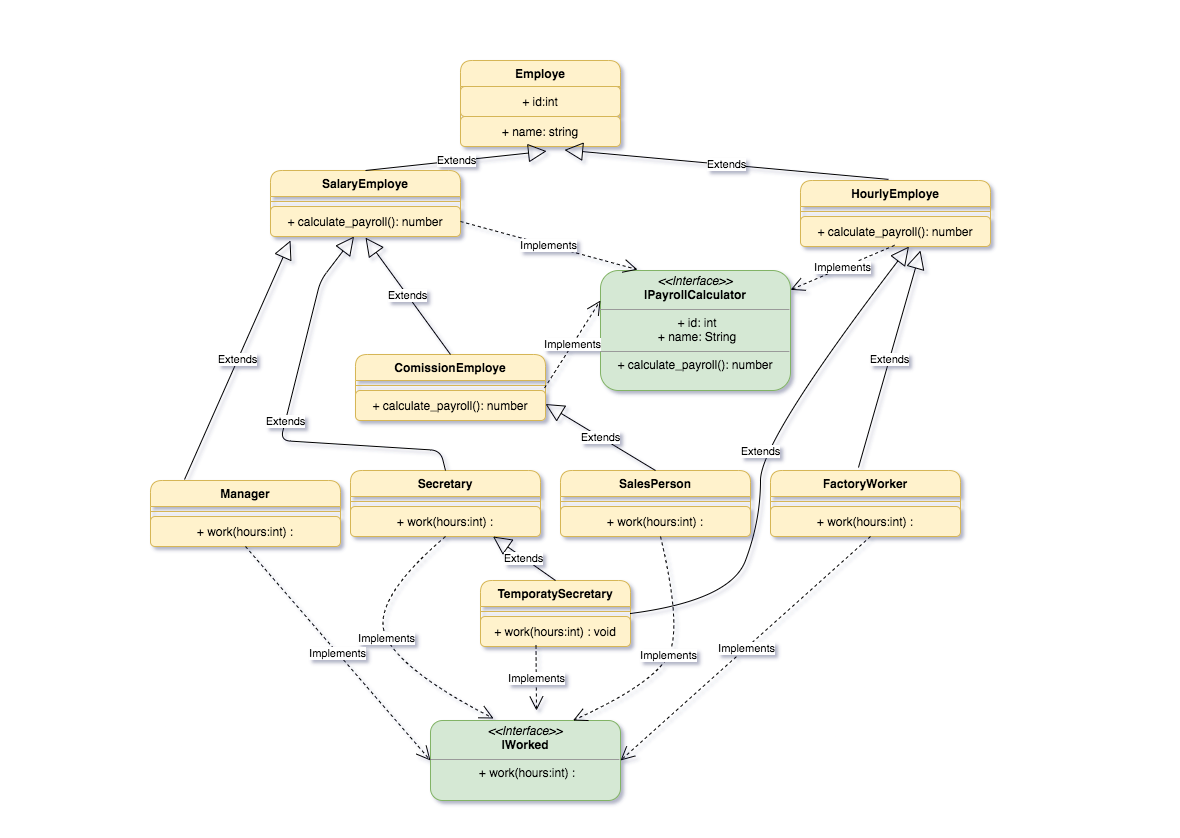 Employe
+ id:int
+ name: string
Extends
Extends
SalaryEmploye
+ calculate_payroll(): number
HourlyEmploye
+ calculate_payroll(): number
Implements
Implements
<<Interface>>
IPayrollCalculator
+ id: int
+ name: String
+ calculate_payroll(): number
Extends
Implements
Extends
Extends
ComissionEmploye
+ calculate_payroll(): number
Extends
Extends
Extends
Manager
+ work(hours:int) :
Secretary
+ work(hours:int) :
SalesPerson
+ work(hours:int) :
FactoryWorker
+ work(hours:int) :
Extends
TemporatySecretary
+ work(hours:int) : void
Implements
Implements
Implements
Implements
Implements
<<Interface>>
IWorked
+ work(hours:int) :